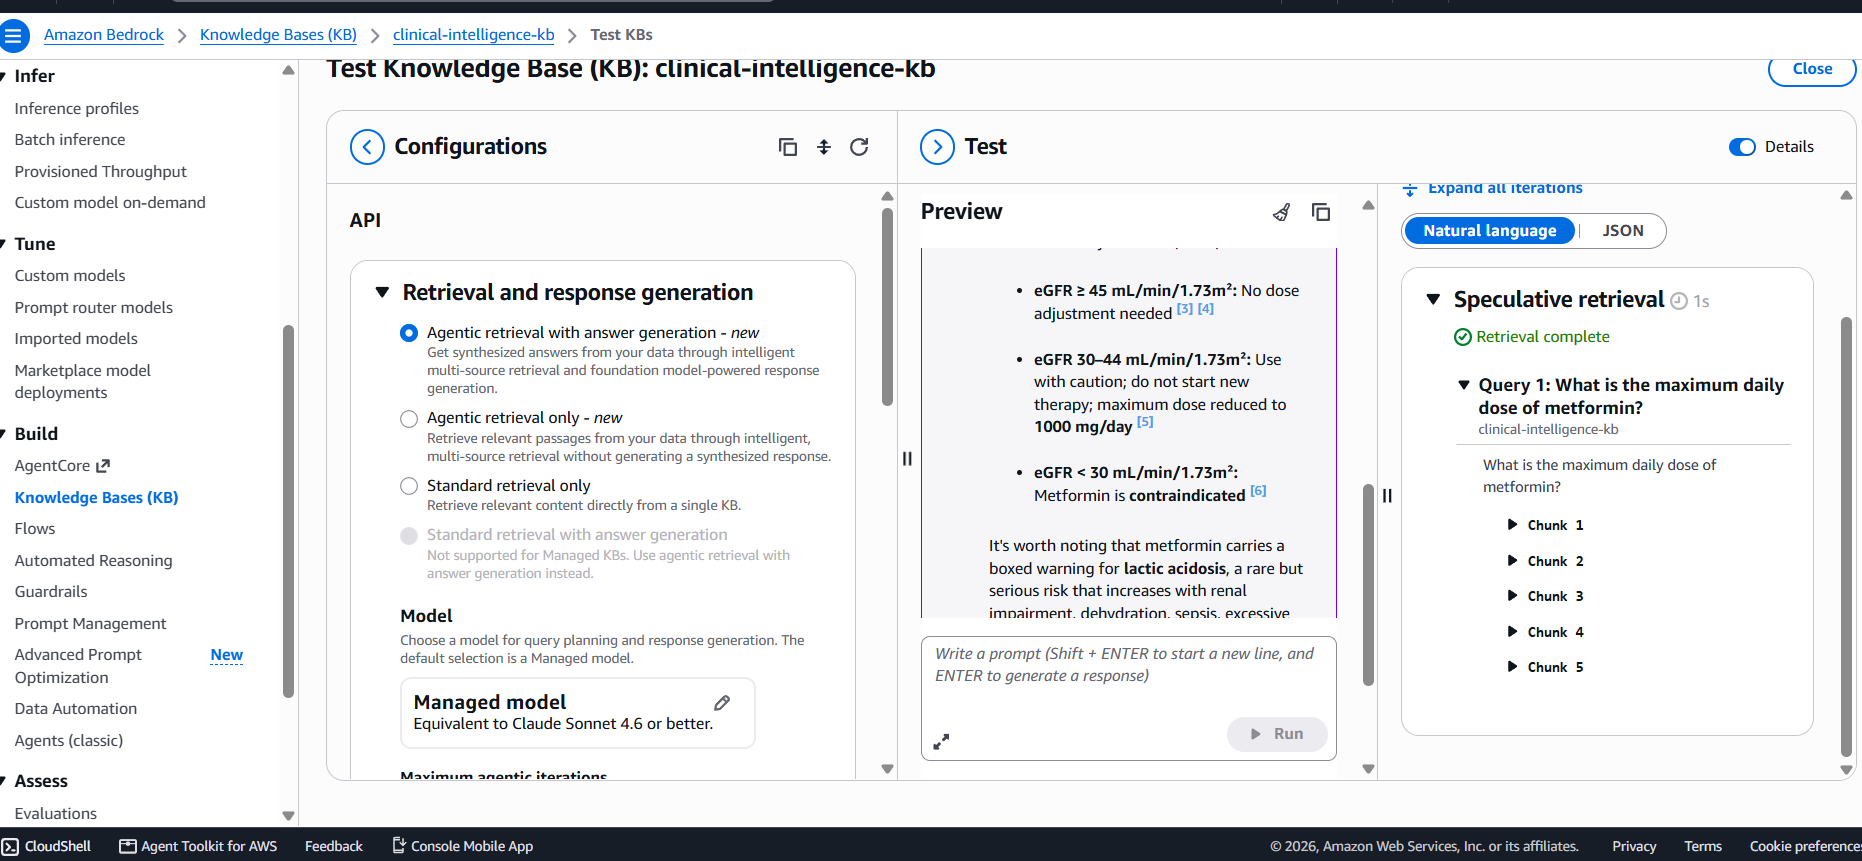 Amazon Bedrock > Knowledge Bases (KB) > clinical-intelligence-kb > Test KBs
Infer
Inference profiles
Batch inference
Provisioned Throughput
Custom model on-demand
Tune
Custom models
Prompt router models
Imported models
Marketplace model
deployments
Build
AgentCore
Knowledge Bases (KB)
Flows
Automated Reasoning
Guardrails
Prompt Management
Advanced Prompt
Optimization
New
Data Automation
Agents (classic)
Assess
Evaluations
Test Knowledge Base (KB): clinical-intelligence-kb
Close
Configurations
API
Retrieval and response generation
Agentic retrieval with answer generation - new
Get synthesized answers from your data through intelligent
multi-source retrieval and foundation model-powered response
generation.
Agentic retrieval only - new
Retrieve relevant passages from your data through intelligent,
multi-source retrieval without generating a synthesized response.
Standard retrieval only
Retrieve relevant content directly from a single KB.
Standard retrieval with answer generation
Not supported for Managed KBs. Use agentic retrieval with
answer generation instead.
Model
Choose a model for query planning and response generation. The
default selection is a Managed model.
Managed model
Equivalent to Claude Sonnet 4.6 or better.
Maximum agentic iterations
Test
Details
Preview
• eGFR ≥ 45 mL/min/1.73m²: No dose
adjustment needed [3] [4]
• eGFR 30–44 mL/min/1.73m²: Use
with caution; do not start new
therapy; maximum dose reduced to
1000 mg/day [5]
• eGFR < 30 mL/min/1.73m²:
Metformin is contraindicated [6]
It's worth noting that metformin carries a
boxed warning for lactic acidosis, a rare but
serious risk that increases with renal
impairment, dehydration, sepsis, excessive
Write a prompt (Shift + ENTER to start a new line, and
ENTER to generate a response)
Run
Expand all iterations
Natural language
JSON
Speculative retrieval 1s
Retrieval complete
Query 1: What is the maximum daily
dose of metformin?
clinical-intelligence-kb
What is the maximum daily dose of
metformin?
Chunk 1
Chunk 2
Chunk 3
Chunk 4
Chunk 5
CloudShell
Agent Toolkit for AWS
Feedback
Console Mobile App
© 2026, Amazon Web Services, Inc. or its affiliates.
Privacy
Terms
Cookie preferences